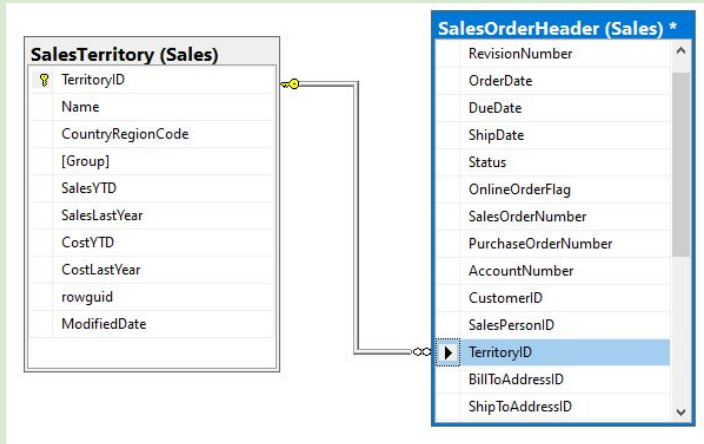 SalesTerritory (Sales)
TerritoryID
Name
CountryRegionCode
[Group]
SalesYTD
SalesLastYear
CostYTD
CostLastYear
rowguid
ModifiedDate
SalesOrderHeader (Sales) *
RevisionNumber
OrderDate
DueDate
ShipDate
Status
OnlineOrderFlag
SalesOrderNumber
PurchaseOrderNumber
AccountNumber
CustomerID
SalesPersonID
TerritoryID
BillToAddressID
ShipToAddressID